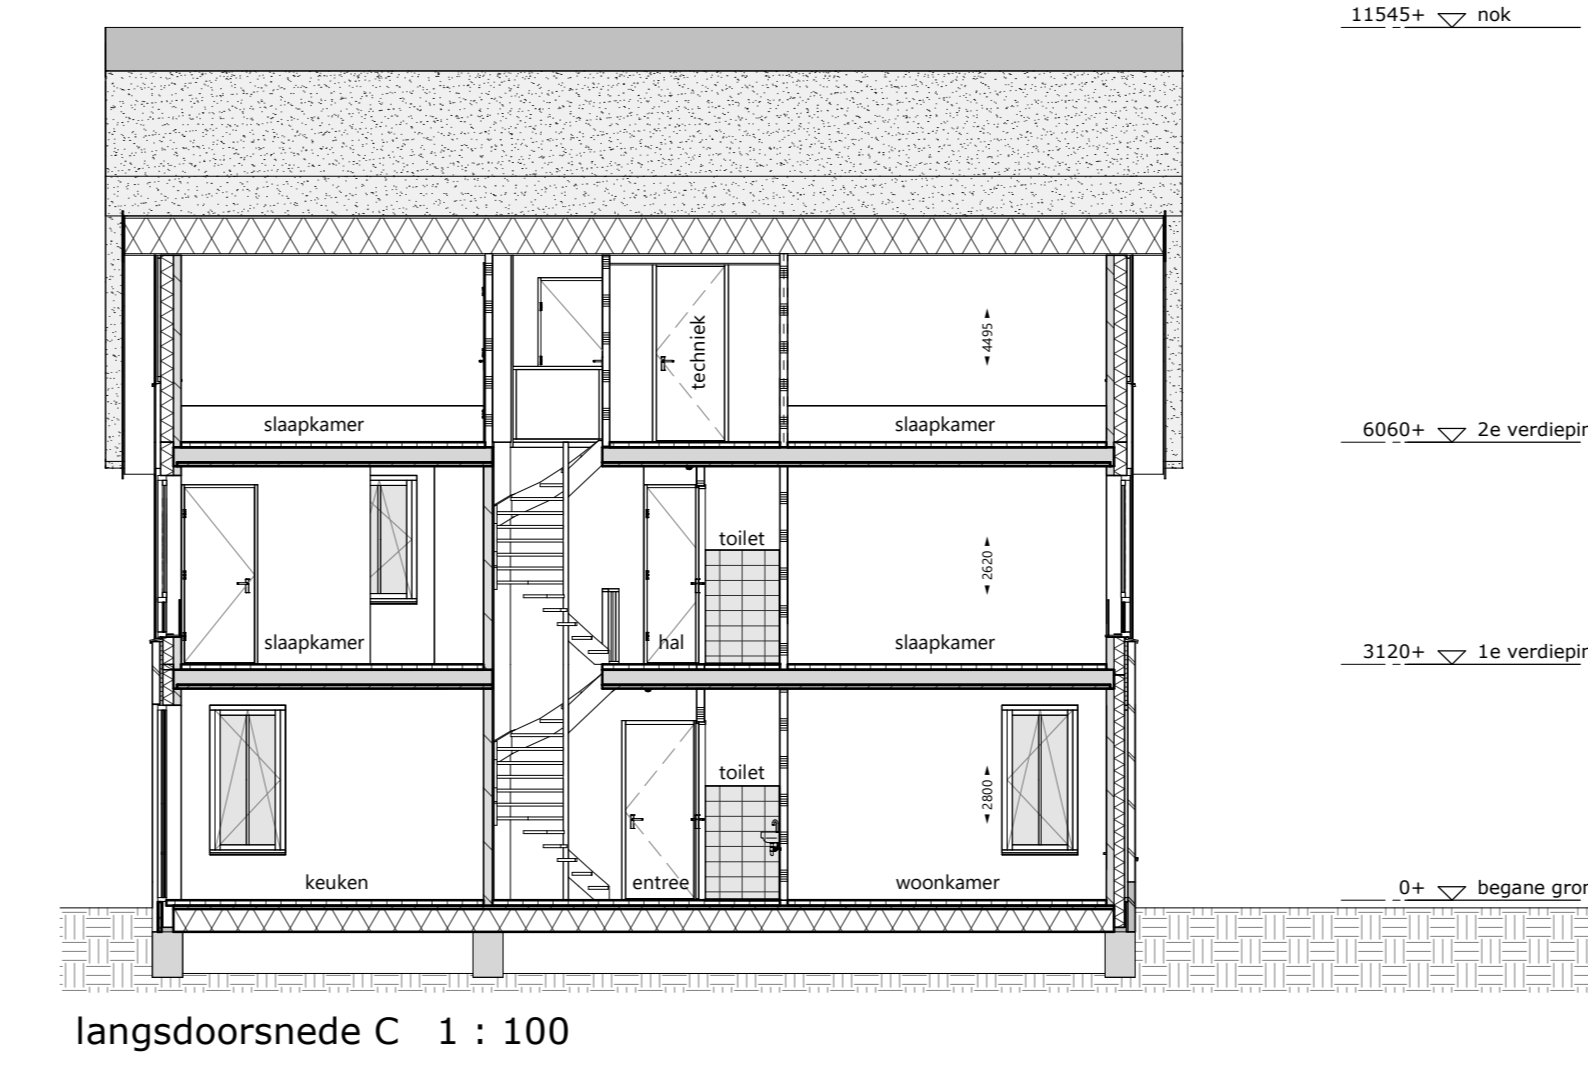 11545+ nok
techniek
4495
slaapkamer slaapkamer
6060+ 2e verdiepin
toilet
2620
slaapkamer hal slaapkamer
3120+ 1e verdiepin
toilet
2800
keuken entree woonkamer
0+ begane gron
langsdoorsnede C 1 : 100